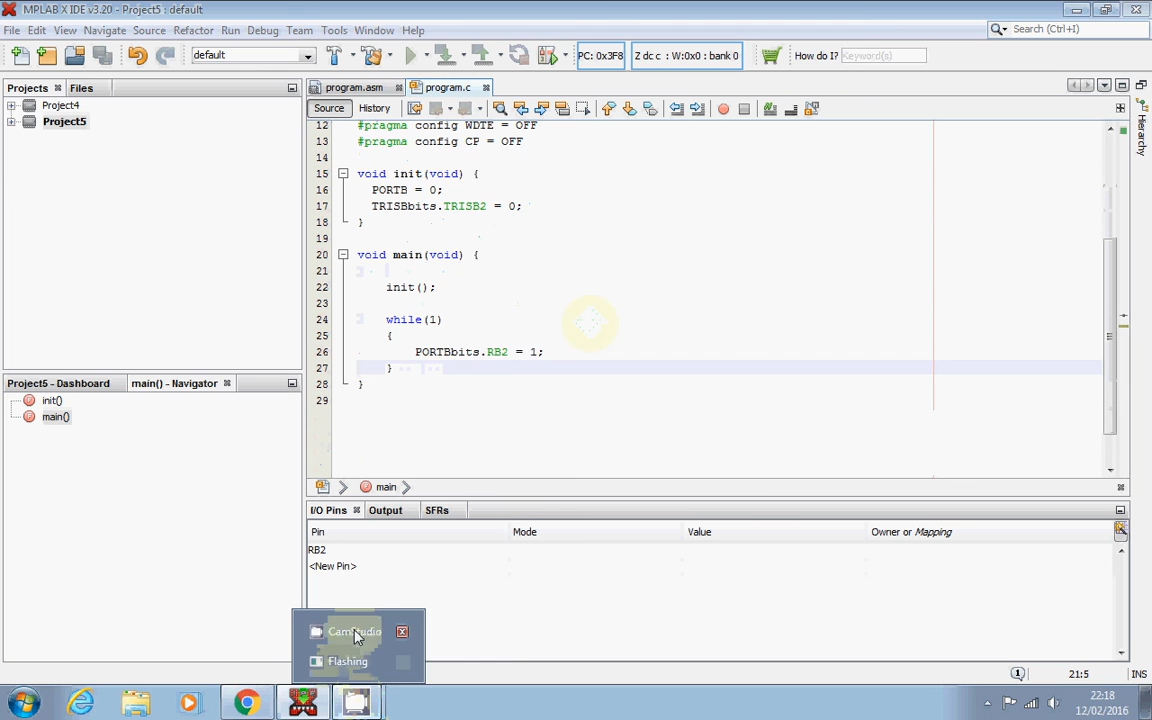 MPLAB X IDE v3.20 - Project5 : default
File Edit View Navigate Source Refactor Run Debug Team Tools Window Help
Search (Ctrl+I)
default
PC: 0x3F8
Z dc c : W:0x0 : bank 0
How do I?
Keyword(s)
Projects
Files
program.asm
program.c
Project4
Project5
Source
History
Hierarchy
12 #pragma config WDTE = OFF
13 #pragma config CP = OFF
14
15 void init(void) {
16 PORTB = 0;
17 TRISBbits.TRISB2 = 0;
18 }
19
20 void main(void) {
21
22 init();
23
24 while(1)
25 {
26 PORTBbits.RB2 = 1;
27 }
28 }
29
Project5 - Dashboard
main() - Navigator
init()
main()
main
I/O Pins
Output
SFRs
Pin Mode Value Owner or Mapping
RB2
<New Pin>
CamStudio
Flashing
1
21:5
INS
22:18
12/02/2016